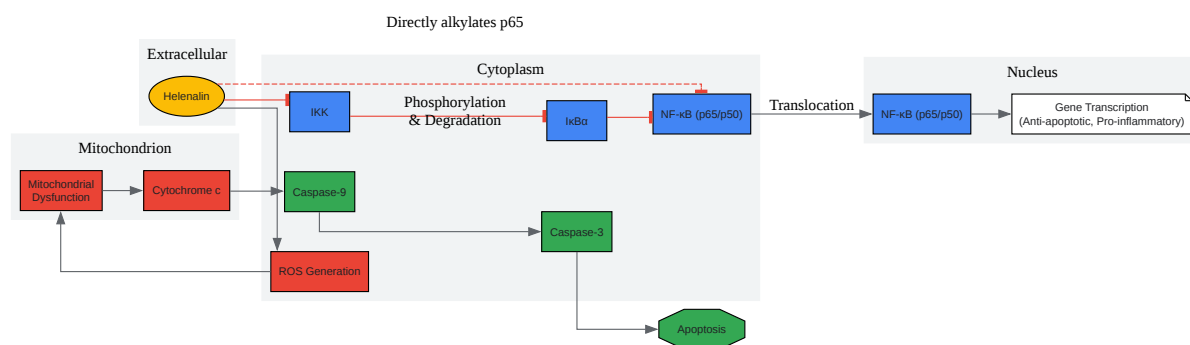 Directly alkylates p65
Extracellular
Helenalin
Cytoplasm
IKK
Phosphorylation
& Degradation
IκBα
NF-κB (p65/p50)
Translocation
Nucleus
NF-κB (p65/p50)
Gene Transcription
(Anti-apoptotic, Pro-inflammatory)
Mitochondrion
Mitochondrial
Dysfunction
Cytochrome c
Caspase-9
Caspase-3
ROS Generation
Apoptosis